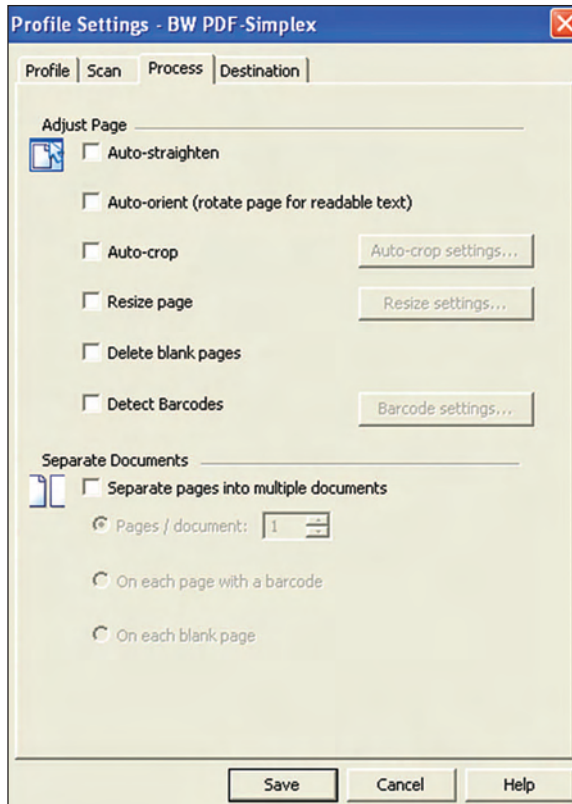 Profile Settings - BW PDF-Simplex
Profile Scan Process Destination
Adjust Page
Auto-straighten
Auto-orient (rotate page for readable text)
Auto-crop Auto-crop settings...
Resize page Resize settings...
Delete blank pages
Detect Barcodes Barcode settings...
Separate Documents
Separate pages into multiple documents
Pages / document: 1
On each page with a barcode
On each blank page
Save Cancel Help